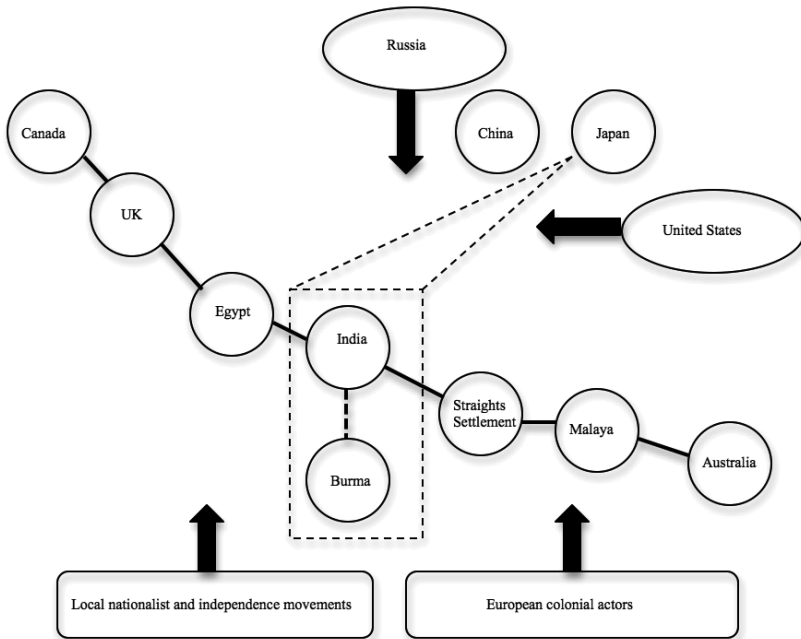 Russia
Canada
China
Japan
UK
United States
Egypt
India
Straights
Settlement
Malaya
Australia
Burma
Local nationalist and independence movements
European colonial actors